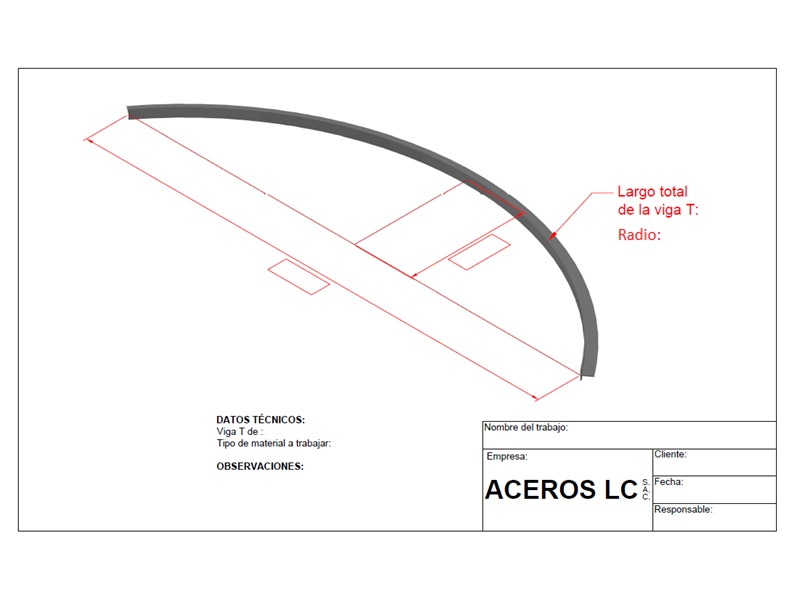 Largo total
de la viga T:
Radio:
DATOS TÉCNICOS:
Viga T de :
Tipo de material a trabajar:
OBSERVACIONES:
Nombre del trabajo:
Empresa:
ACEROS LC S.A.C.
Cliente:
Fecha:
Responsable: